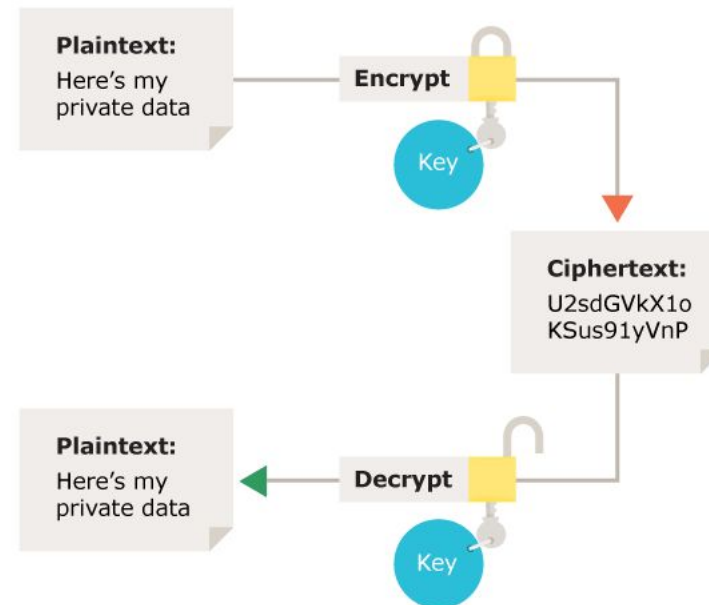 Plaintext:
Here's my
private data
Encrypt
Key
Ciphertext:
U2sdGVkX1o
KSus91yVnP
Plaintext:
Here's my
private data
Decrypt
Key